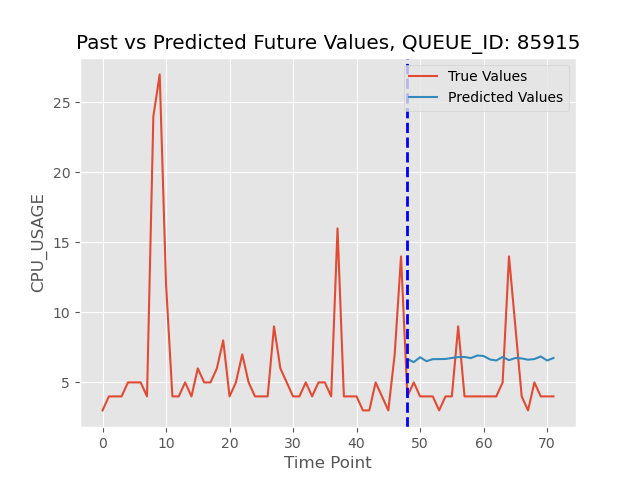 Past vs Predicted Future Values, QUEUE_ID: 85915
True Values
Predicted Values
CPU_USAGE
25
20
15
10
5
0 10 20 30 40 50 60 70
Time Point